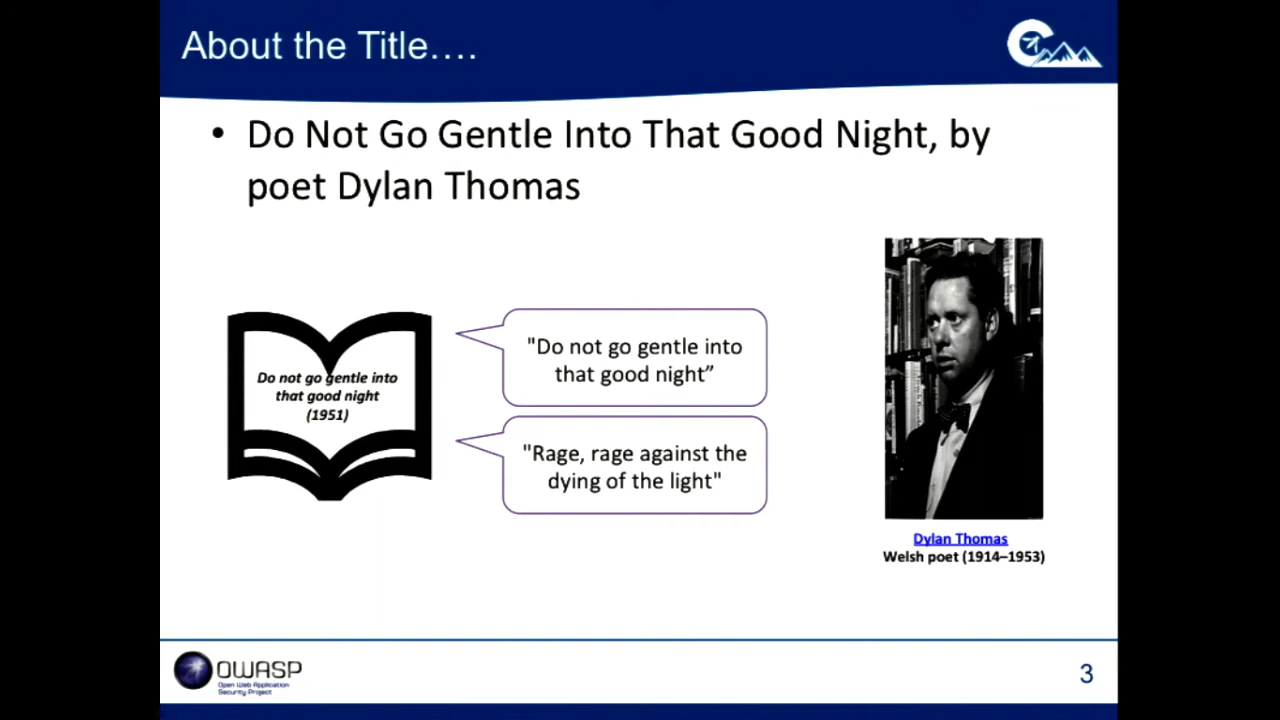 About the Title….
• Do Not Go Gentle Into That Good Night, by
poet Dylan Thomas
Do not go gentle into
that good night
(1951)
"Do not go gentle into
that good night”
"Rage, rage against the
dying of the light"
Dylan Thomas
Welsh poet (1914–1953)
OWASP
Open Web Application
Security Project
3